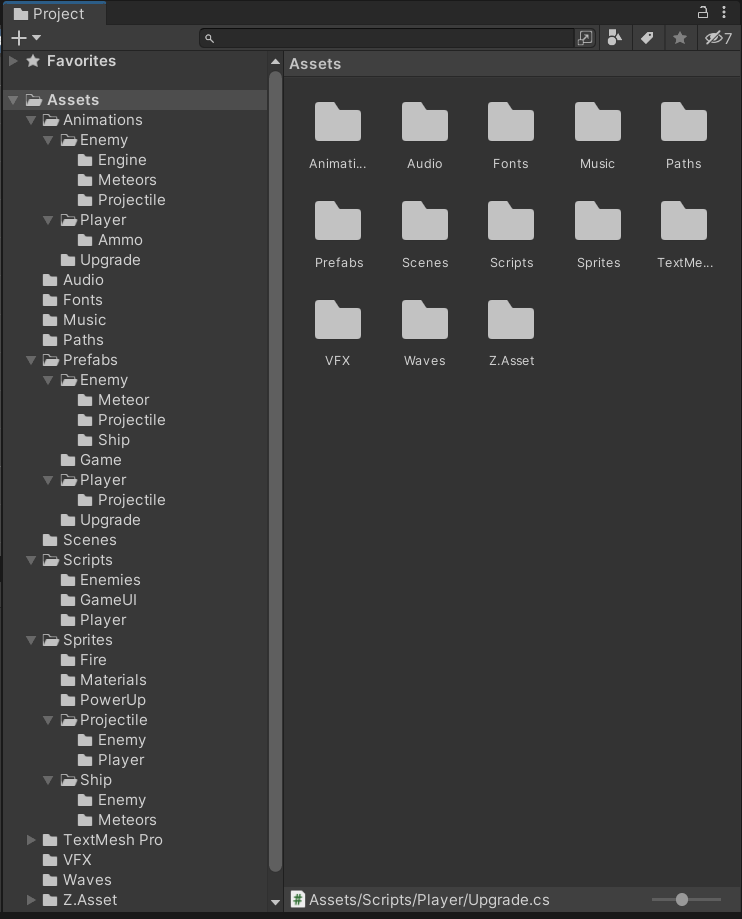 Project
7
Favorites
Assets
Animations
Enemy
Engine
Meteors
Projectile
Player
Ammo
Upgrade
Audio
Fonts
Music
Paths
Prefabs
Enemy
Meteor
Projectile
Ship
Game
Player
Projectile
Upgrade
Scenes
Scripts
Enemies
GameUI
Player
Sprites
Fire
Materials
PowerUp
Projectile
Enemy
Player
Ship
Enemy
Meteors
TextMesh Pro
VFX
Waves
Z.Asset
Assets
Animati... Audio Fonts Music Paths
Prefabs Scenes Scripts Sprites TextMe...
VFX Waves Z.Asset
# Assets/Scripts/Player/Upgrade.cs